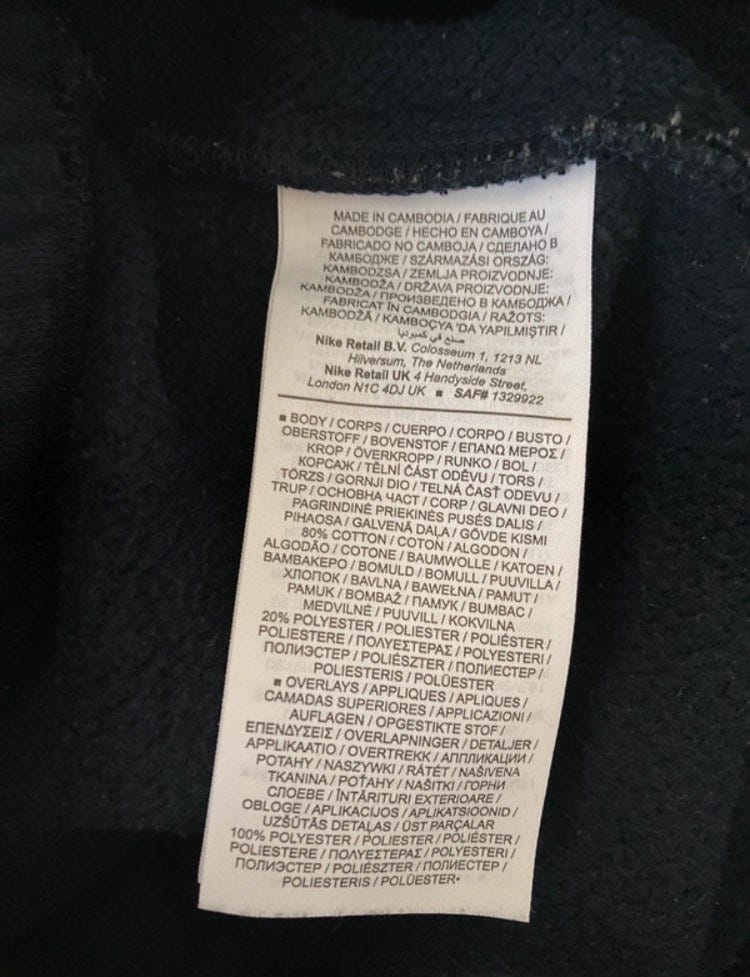 MADE IN CAMBODIA / FABRIQUE AU
CAMBODGE / HECHO EN CAMBOYA /
FABRICADO NO CAMBOJA / СДЕЛАНО В
КАМБОДЖЕ / SZÁRMAZÁSI ORSZÁG:
KAMBODZSA / ZEMLJA PROIZVODNJE:
KAMBODŽA / DRŽAVA PROIZVODNJE:
KAMBODŽA / ПРОИЗВЕДЕНО В КАМБОДЖА /
FABRICAT ÎN CAMBODGIA / RAŽOTS:
KAMBODŽĀ / KAMBOÇYA 'DA YAPILMIŞTIR /
صنع في كمبوديا
Nike Retail B.V. Colosseum 1, 1213 NL
Hilversum, The Netherlands
Nike Retail UK 4 Handyside Street,
London N1C 4DJ UK ■ SAF# 1329922
■ BODY / CORPS / CUERPO / CORPO / BUSTO /
OBERSTOFF / BOVENSTOF / ΕΠΑΝΩ ΜΕΡΟΣ /
KROP / ÖVERKROPP / RUNKO / BOL /
КОРСАЖ / TĚLNÍ ČÁST ODĚVU / TORS /
TÖRZS / GORNJI DIO / TELNÁ ČASŤ ODEVU /
TRUP / ОСНОВНА ЧАСТ / CORP / GLAVNI DEO /
PAGRINDINĖ PRIEKINĖS PUSĖS DALIS /
PIHAOSA / GALVENĀ DAĻA / GÖVDE KISMI
80% COTTON / COTON / ALGODON /
ALGODÃO / COTONE / BAUMWOLLE / KATOEN /
ΒΑΜΒΑΚΕΡΟ / BOMULD / BOMULL / PUUVILLA /
ХЛОПОК / BAVLNA / BAWEŁNA / PAMUT /
PAMUK / BOMBAŽ / ПАМУК / BUMBAC /
MEDVILNĖ / PUUVILL / KOKVILNA
20% POLYESTER / POLIESTER / POLIÉSTER /
POLIESTERE / ΠΟΛΥΕΣΤΕΡΑΣ / POLYESTERI /
ПОЛИЭСТЕР / POLIÉSZTER / ПОЛИЕСТЕР /
POLIESTERIS / POLÜESTER
■ OVERLAYS / APPLIQUES / APLIQUES /
CAMADAS SUPERIORES / APPLICAZIONI /
AUFLAGEN / OPGESTIKTE STOF /
ΕΠΕΝΔΥΣΕΙΣ / OVERLAPNINGER / DETALJER /
APPLIKAATIO / OVERTREKK / АППЛИКАЦИИ /
POTAHY / NASZYWKI / RÁTÉT / NAŠIVENA
TKANINA / POŤAHY / NAŠITKI / ГОРНИ
СЛОЕВЕ / ÎNTĂRITURI EXTERIOARE /
OBLOGE / APLIKACIJOS / APLIKATSIOONID /
UZŠŪTĀS DETAĻAS / ÜST PARÇALAR
100% POLYESTER / POLIESTER / POLIÉSTER /
POLIESTERE / ΠΟΛΥΕΣΤΕΡΑΣ / POLYESTERI /
ПОЛИЭСТЕР / POLIÉSZTER / ПОЛИЕСТЕР /
POLIESTERIS / POLÜESTER•